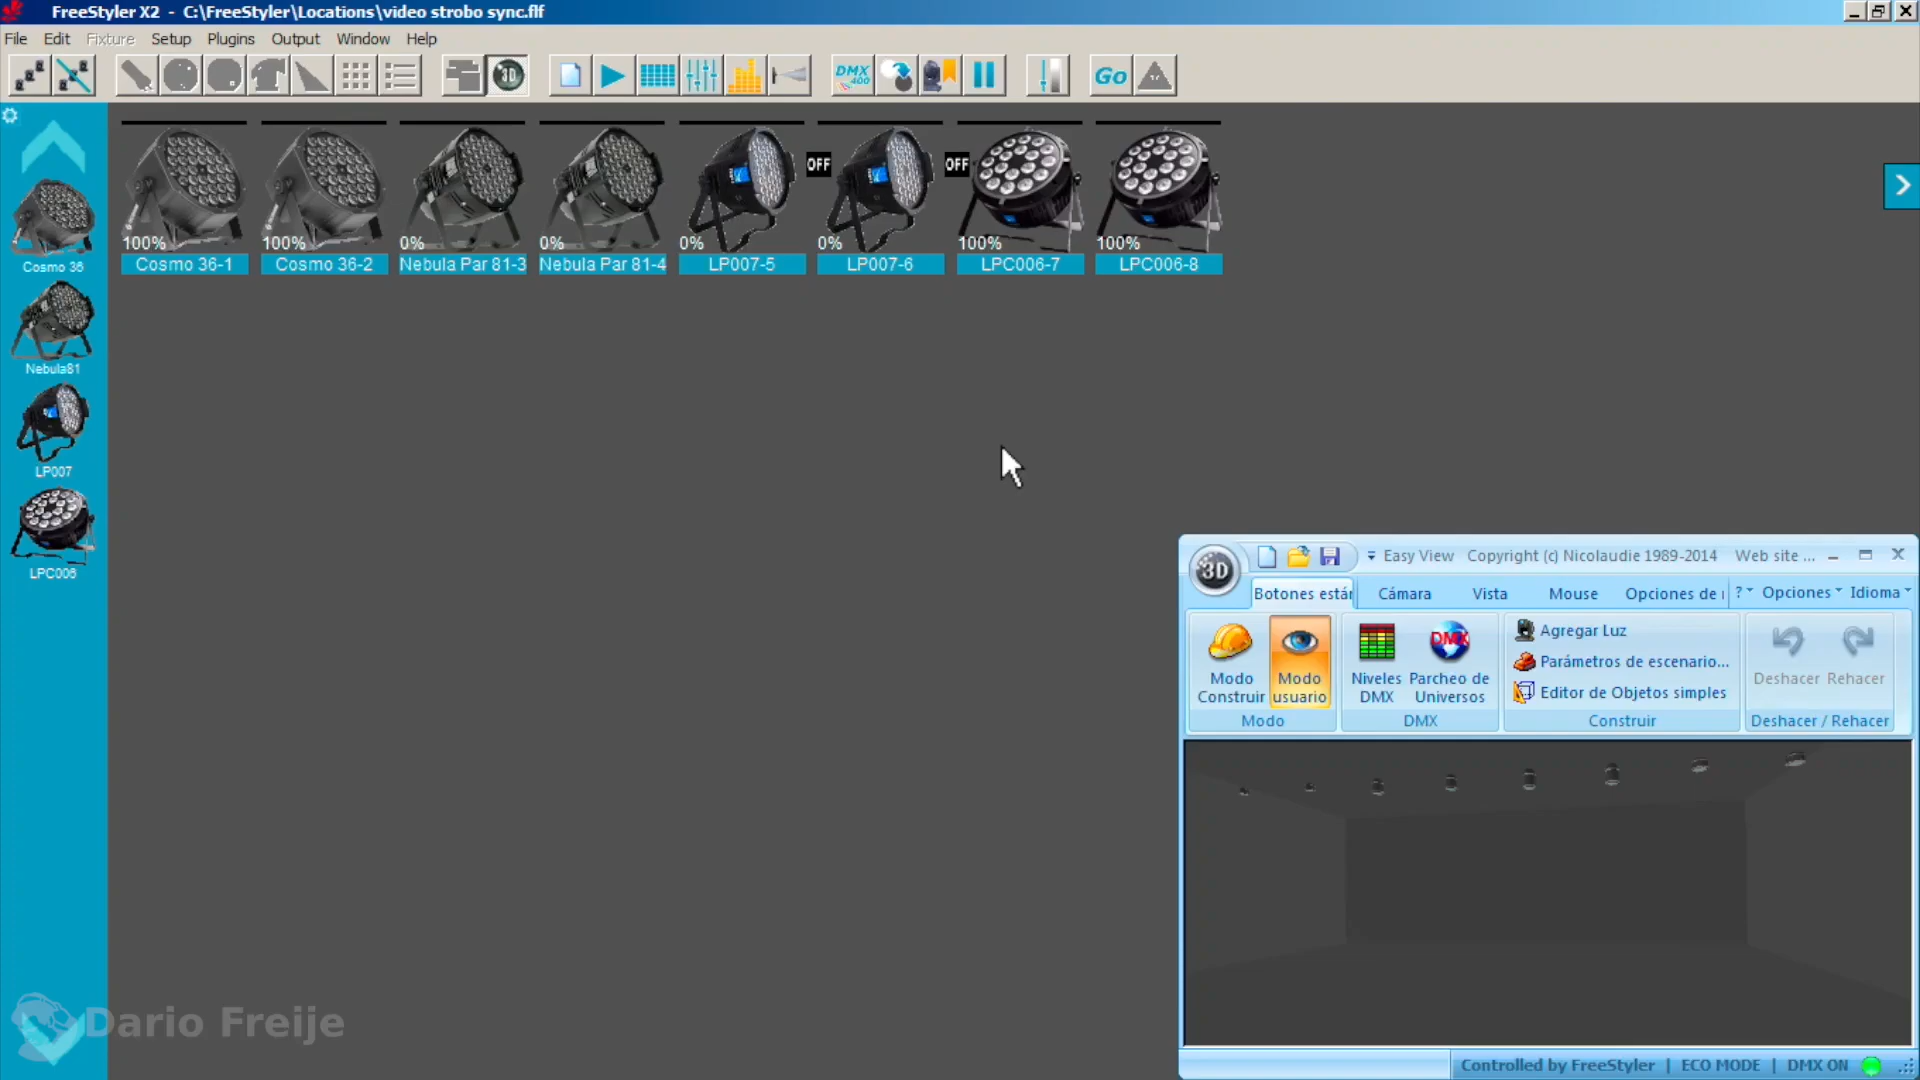 FreeStyler X2 - C:\FreeStyler\Locations\video strobo sync.flf
File Edit Fixture Setup Plugins Output Window Help
3D DMX 400 Go
OFF OFF
100% 100% 0% 0% 0% 0% 100% 100%
Cosmo 36-1 Cosmo 36-2 Nebula Par 81-3 Nebula Par 81-4 LP007-5 LP007-6 LPC006-7 LPC006-8
Cosmo 36
Nebula81
LP007
LPC006
3D Easy View Copyright (c) Nicolaudie 1989-2014 Web site ...
Botones están Cámara Vista Mouse Opciones de ? Opciones Idioma
Modo Construir
Modo usuario
Modo
Niveles DMX
DMX
Parcheo de Universos
DMX
Agregar Luz
Parámetros de escenario...
Editor de Objetos simples
Construir
Deshacer Rehacer
Deshacer / Rehacer
Dario Freije
Controlled by FreeStyler | ECO MODE | DMX ON